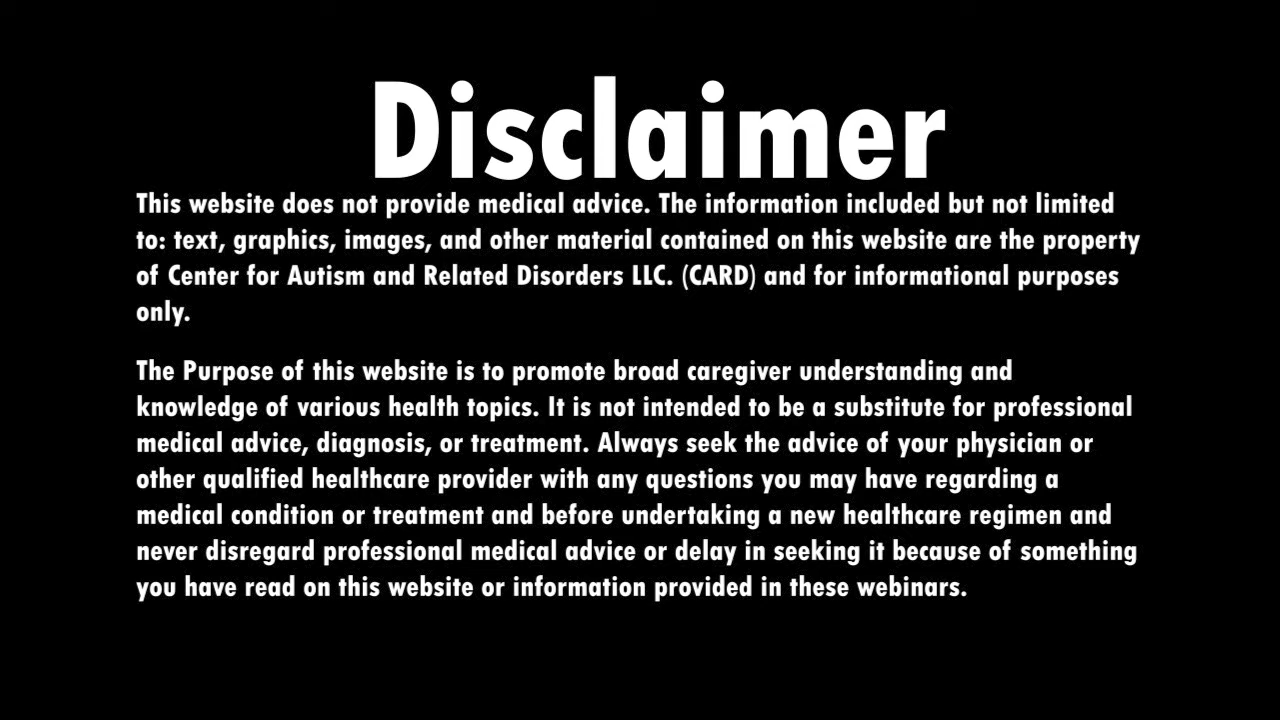 Disclaimer
This website does not provide medical advice. The information included but not limited
to: text, graphics, images, and other material contained on this website are the property
of Center for Autism and Related Disorders LLC. (CARD) and for informational purposes
only.
The Purpose of this website is to promote broad caregiver understanding and
knowledge of various health topics. It is not intended to be a substitute for professional
medical advice, diagnosis, or treatment. Always seek the advice of your physician or
other qualified healthcare provider with any questions you may have regarding a
medical condition or treatment and before undertaking a new healthcare regimen and
never disregard professional medical advice or delay in seeking it because of something
you have read on this website or information provided in these webinars.